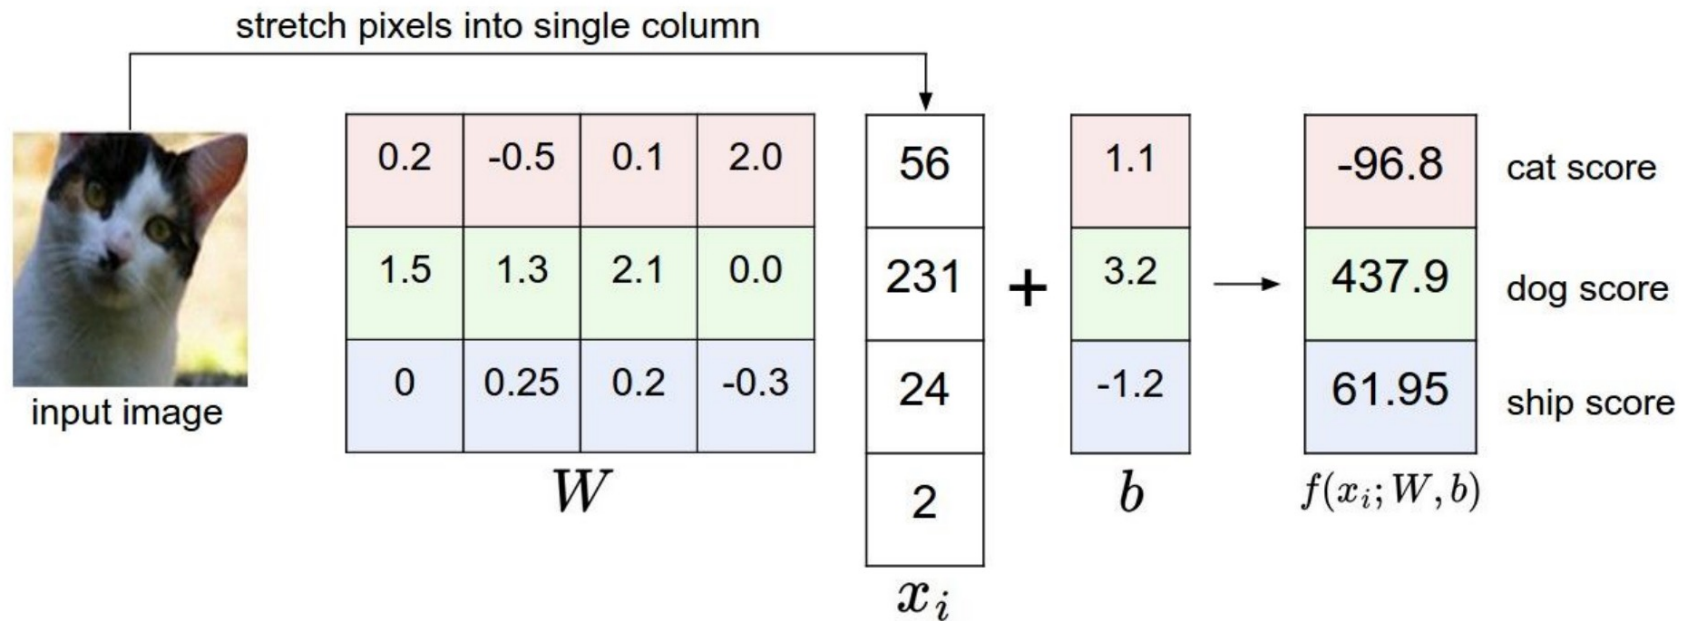 stretch pixels into single column
0.2 -0.5 0.1 2.0 56 1.1 -96.8 cat score
1.5 1.3 2.1 0.0 231 + 3.2 437.9 dog score
0 0.25 0.2 -0.3 24 -1.2 61.95 ship score
input image
W 2 b f(x_i; W, b)
x_i